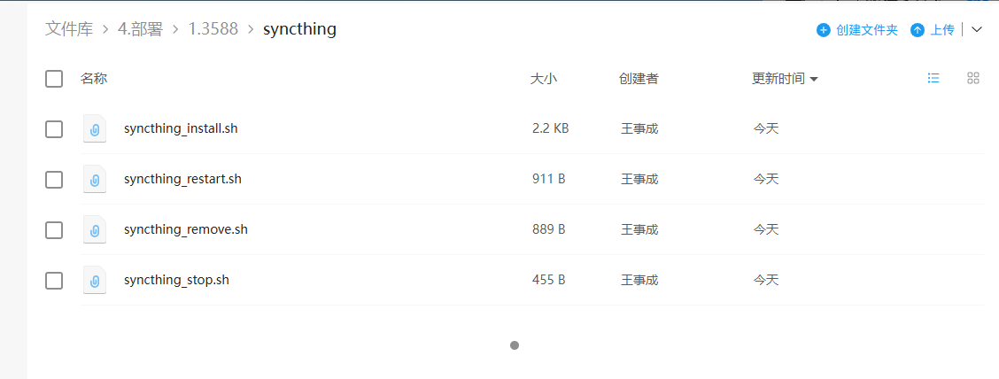 文件库 > 4.部署 > 1.3588 > syncthing
创建文件夹 上传
名称 大小 创建者 更新时间
syncthing_install.sh 2.2 KB 王事成 今天
syncthing_restart.sh 911 B 王事成 今天
syncthing_remove.sh 889 B 王事成 今天
syncthing_stop.sh 455 B 王事成 今天